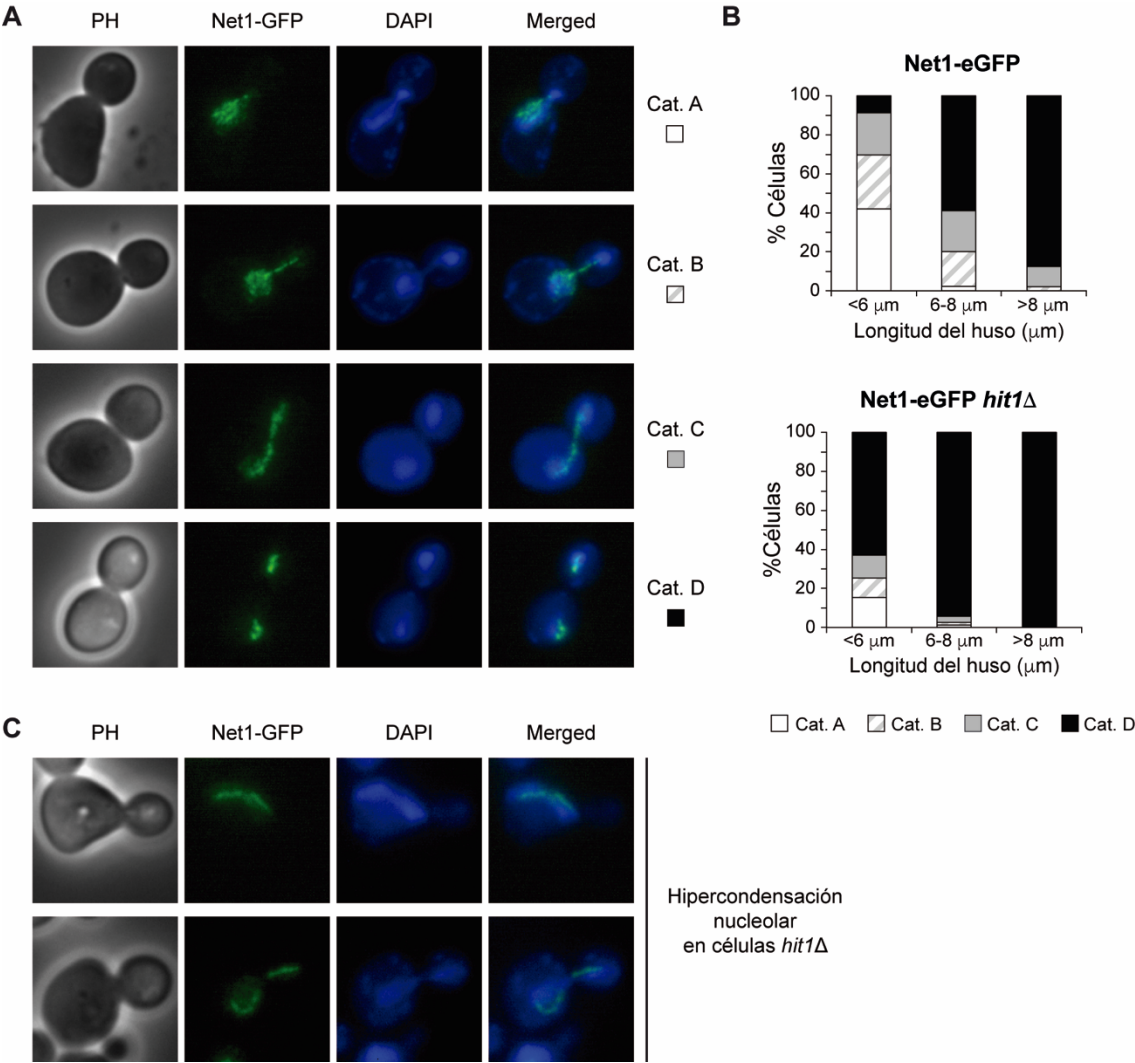 A
PH Net1-GFP DAPI Merged
Cat. A
Cat. B
Cat. C
Cat. D
B
Net1-eGFP
100
80
60
40
20
0
% Células
<6 μm 6-8 μm >8 μm
Longitud del huso (μm)
Net1-eGFP hit1Δ
100
80
60
40
20
0
%Células
<6 μm 6-8 μm >8 μm
Longitud del huso (μm)
Cat. A Cat. B Cat. C Cat. D
C
PH Net1-GFP DAPI Merged
Hipercondensación
nucleolar
en células hit1Δ